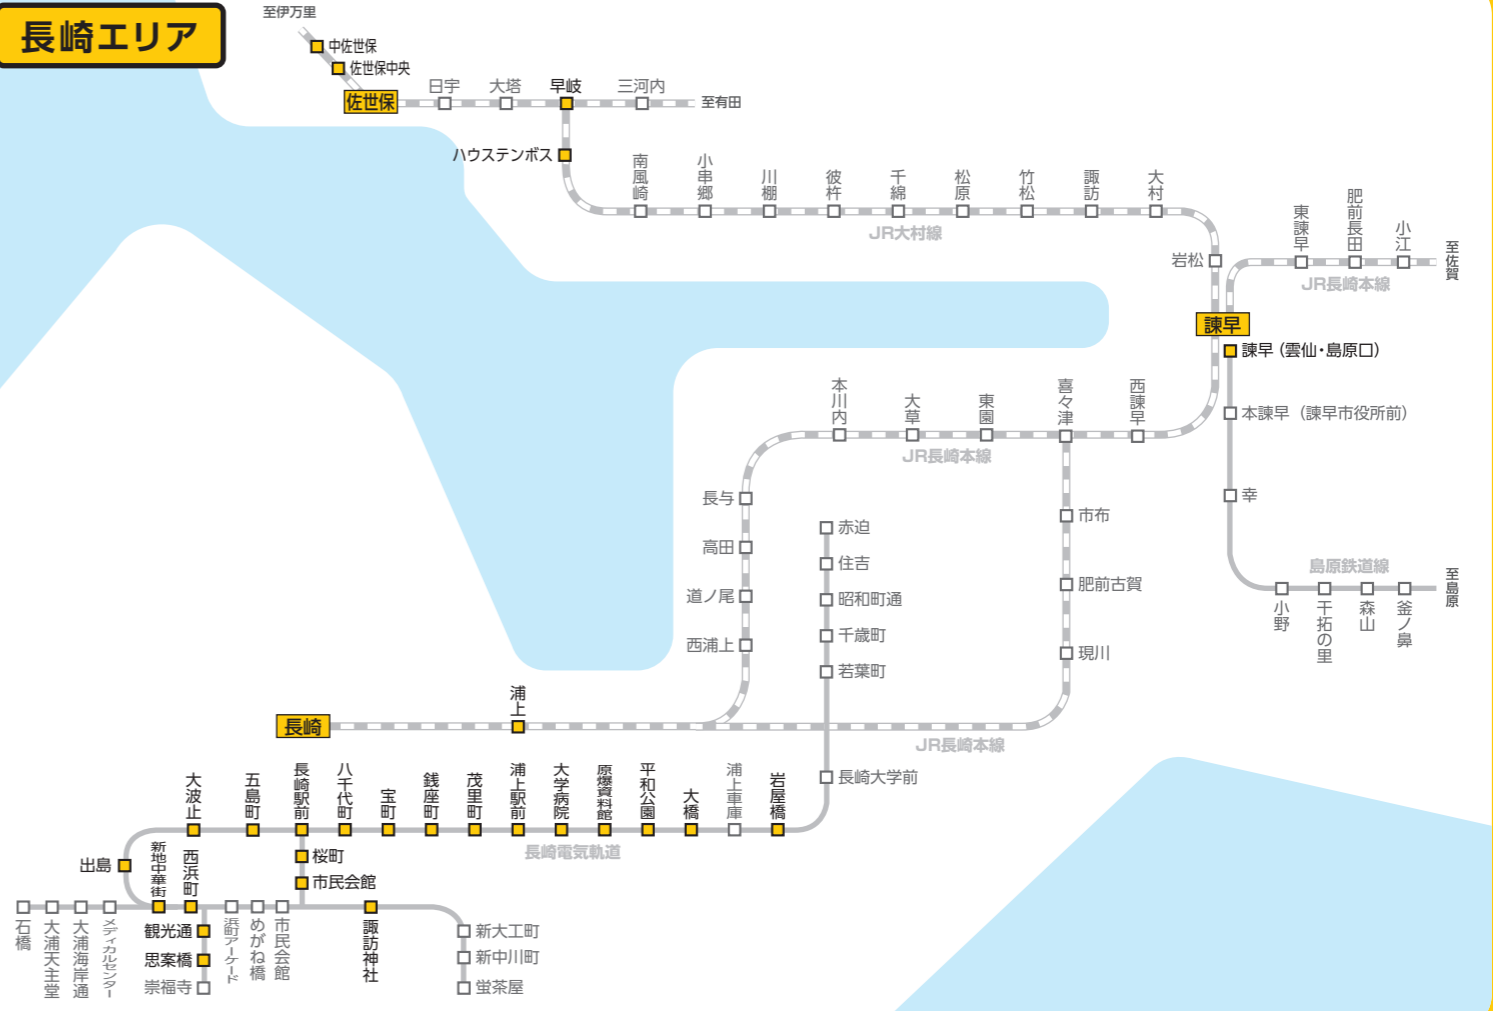 長崎エリア
至伊万里
中佐世保
佐世保中央
佐世保
日宇
大塔
早岐
三河内
至有田
ハウステンボス
南風崎
小串郷
川棚
彼杵
千綿
松原
竹松
諏訪
大村
JR大村線
岩松
東諫早
肥前長田
小江
至佐賀
JR長崎本線
諫早
諫早（雲仙・島原口）
本諫早（諫早市役所前）
幸
島原鉄道線
至島原
小野
干拓の里
森山
釜ノ鼻
本川内
大草
東園
喜々津
西諫早
JR長崎本線
長与
高田
道ノ尾
西浦上
市布
肥前古賀
現川
赤迫
住吉
昭和町通
千歳町
若葉町
長崎大学前
長崎
浦上
JR長崎本線
大波止
五島町
長崎駅前
八千代町
宝町
銭座町
茂里町
浦上駅前
大学病院
原爆資料館
平和公園
大橋
浦上車庫
岩屋橋
長崎電気軌道
出島
新地中華街
西浜町
桜町
市民会館
石橋
大浦天主堂
大浦海岸通
メディカルセンター
観光通
思案橋
崇福寺
浜町アーケード
めがね橋
市民会館
諏訪神社
新大工町
新中川町
蛍茶屋